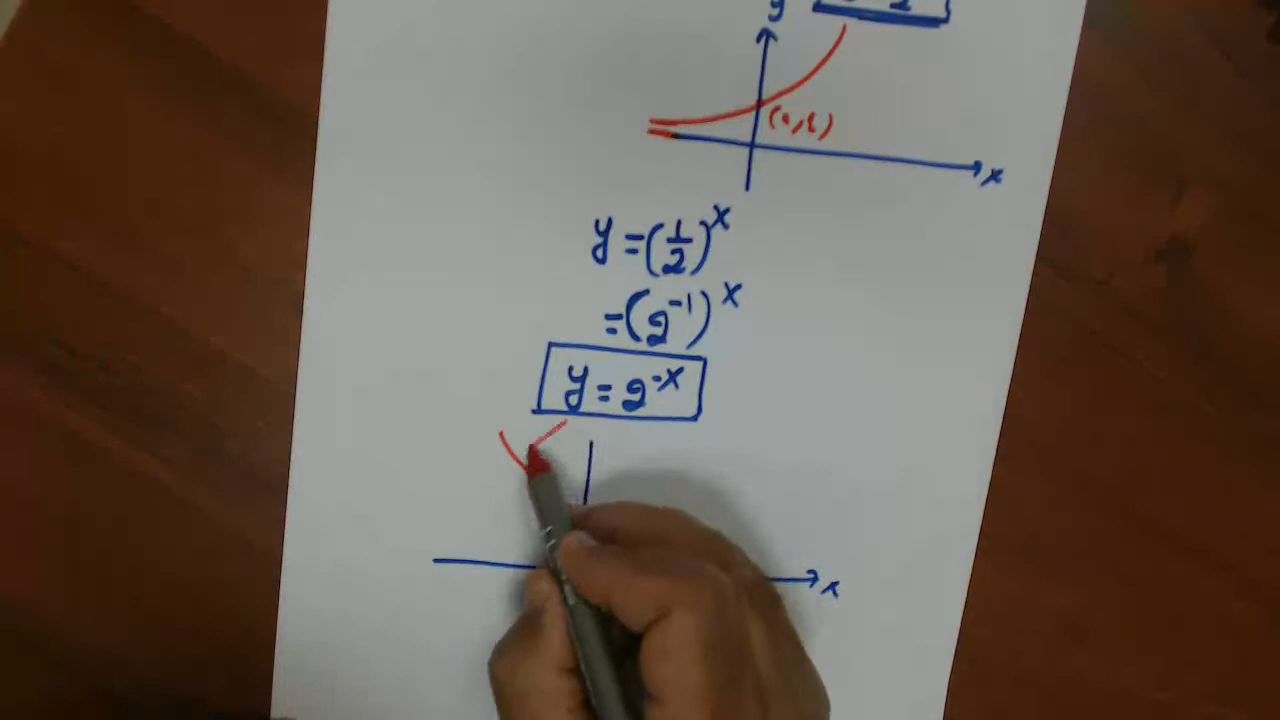 y
(0,1)
x
y = (1/2)^x
= (2^-1)^x
y = 2^-x
x